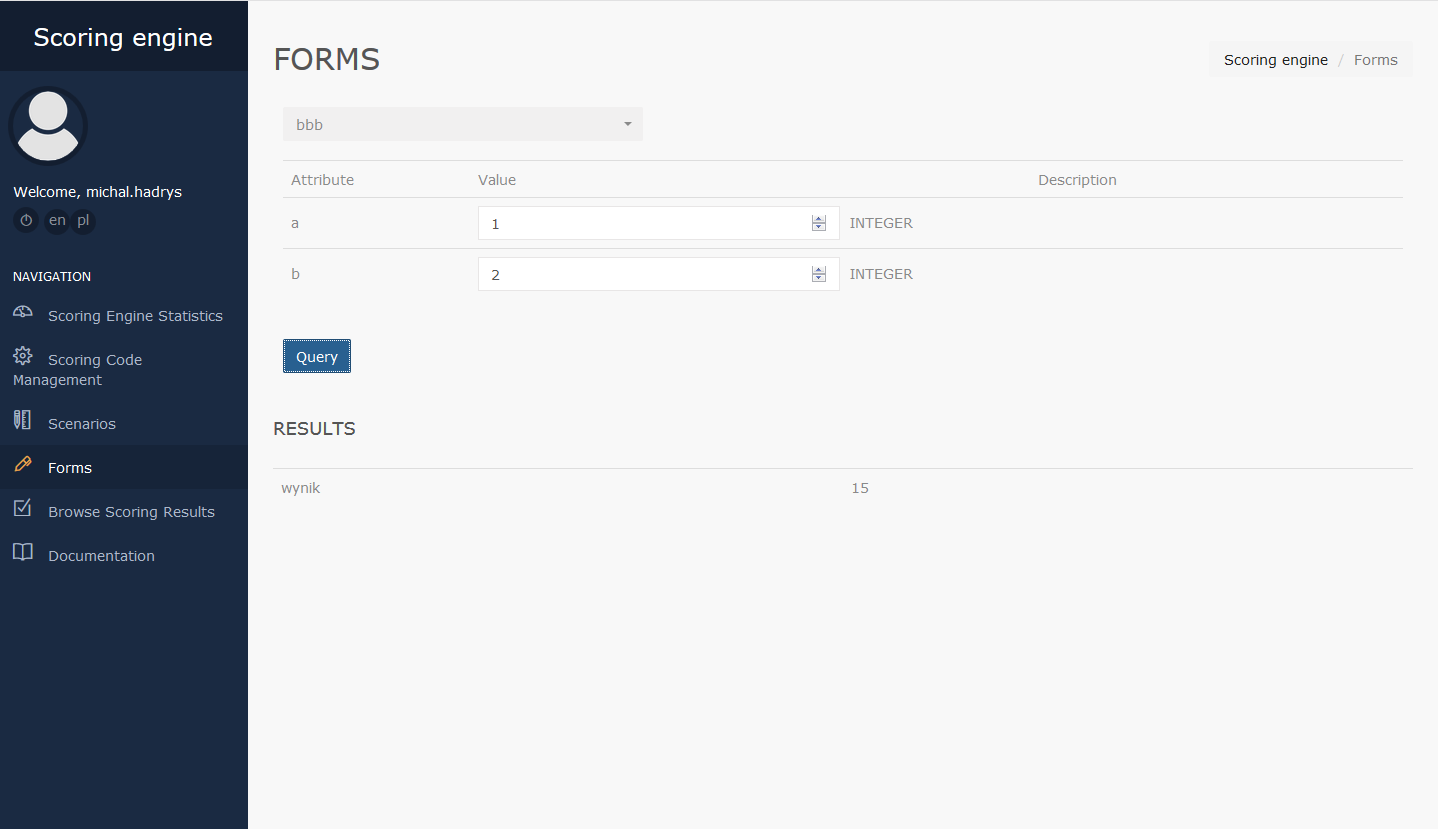 Scoring engine
Welcome, michal.hadrys
en pl
NAVIGATION
Scoring Engine Statistics
Scoring Code
Management
Scenarios
Forms
Browse Scoring Results
Documentation
FORMS
Scoring engine / Forms
bbb
Attribute Value Description
a 1 INTEGER
b 2 INTEGER
Query
RESULTS
wynik 15